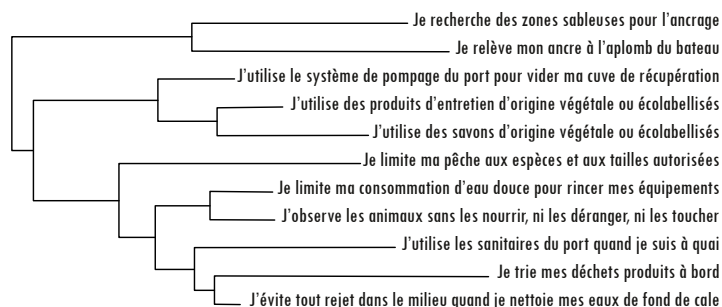 Je recherche des zones sableuses pour l’ancrage
Je relève mon ancre à l’aplomb du bateau
J’utilise le système de pompage du port pour vider ma cuve de récupération
J’utilise des produits d’entretien d’origine végétale ou écolabellisés
J’utilise des savons d’origine végétale ou écolabellisés
Je limite ma pêche aux espèces et aux tailles autorisées
Je limite ma consommation d’eau douce pour rincer mes équipements
J’observe les animaux sans les nourrir, ni les déranger, ni les toucher
J’utilise les sanitaires du port quand je suis à quai
Je trie mes déchets produits à bord
J’évite tout rejet dans le milieu quand je nettoie mes eaux de fond de cale